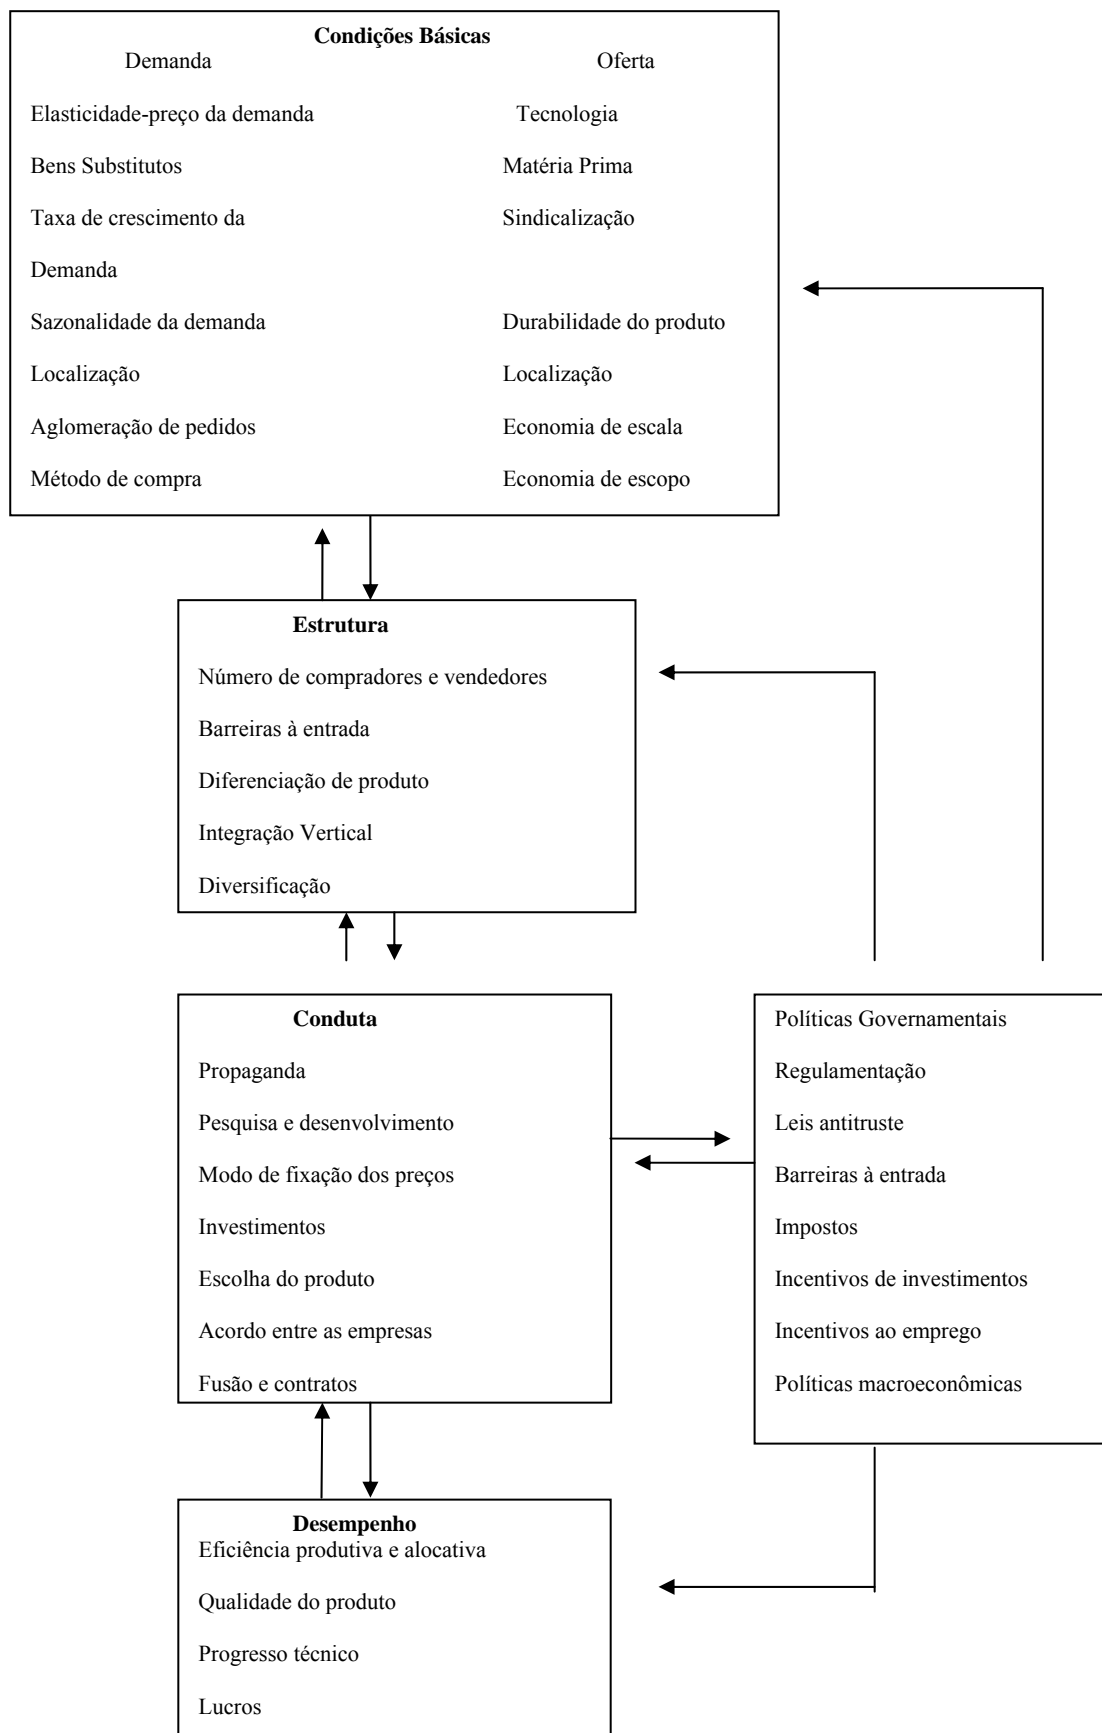 Condições Básicas
Demanda Oferta
Elasticidade-preço da demanda Tecnologia
Bens Substitutos Matéria Prima
Taxa de crescimento da Sindicalização
Demanda
Sazonalidade da demanda Durabilidade do produto
Localização Localização
Aglomeração de pedidos Economia de escala
Método de compra Economia de escopo
Estrutura
Número de compradores e vendedores
Barreiras à entrada
Diferenciação de produto
Integração Vertical
Diversificação
Conduta
Propaganda
Pesquisa e desenvolvimento
Modo de fixação dos preços
Investimentos
Escolha do produto
Acordo entre as empresas
Fusão e contratos
Políticas Governamentais
Regulamentação
Leis antitruste
Barreiras à entrada
Impostos
Incentivos de investimentos
Incentivos ao emprego
Políticas macroeconômicas
Desempenho
Eficiência produtiva e alocativa
Qualidade do produto
Progresso técnico
Lucros